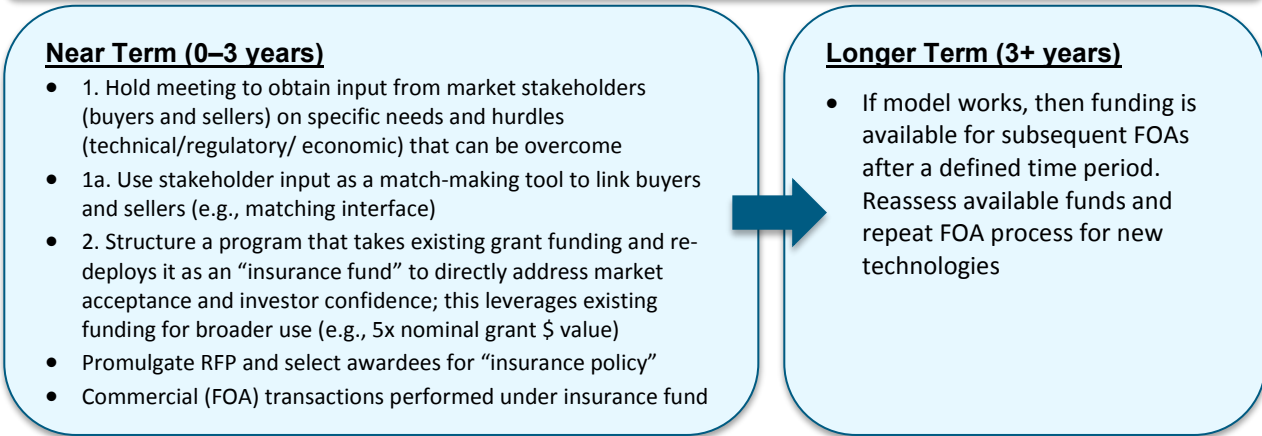 Near Term (0–3 years)
• 1. Hold meeting to obtain input from market stakeholders
(buyers and sellers) on specific needs and hurdles
(technical/regulatory/ economic) that can be overcome
• 1a. Use stakeholder input as a match-making tool to link buyers
and sellers (e.g., matching interface)
• 2. Structure a program that takes existing grant funding and re-
deploys it as an “insurance fund” to directly address market
acceptance and investor confidence; this leverages existing
funding for broader use (e.g., 5x nominal grant $ value)
• Promulgate RFP and select awardees for “insurance policy”
• Commercial (FOA) transactions performed under insurance fund
Longer Term (3+ years)
• If model works, then funding is
available for subsequent FOAs
after a defined time period.
Reassess available funds and
repeat FOA process for new
technologies